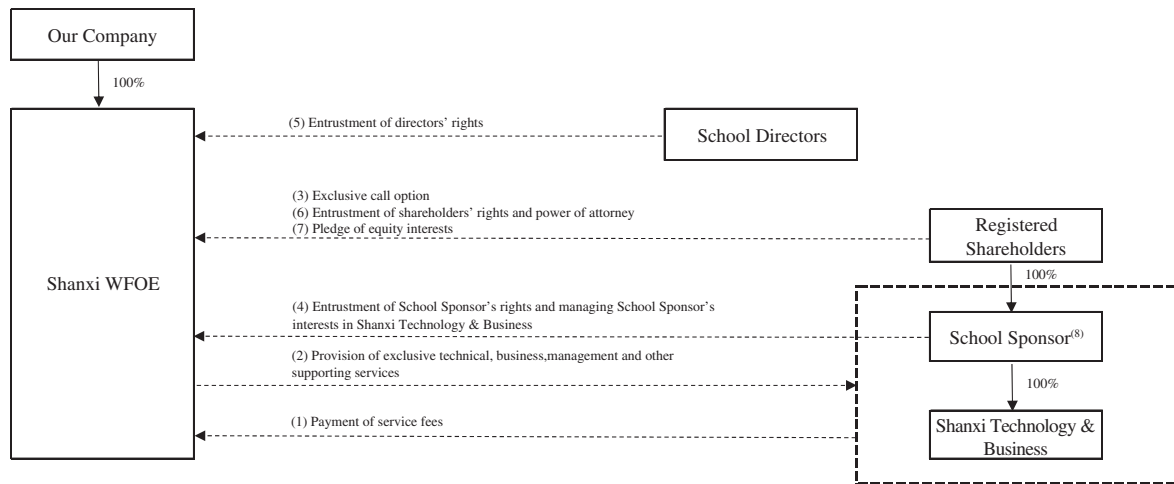 Our Company
100%
(5) Entrustment of directors' rights
School Directors
(3) Exclusive call option
(6) Entrustment of shareholders' rights and power of attorney
(7) Pledge of equity interests
Registered
Shareholders
100%
Shanxi WFOE
(4) Entrustment of School Sponsor's rights and managing School Sponsor's
interests in Shanxi Technology & Business
School Sponsor(8)
(2) Provision of exclusive technical, business,management and other
supporting services
100%
(1) Payment of service fees
Shanxi Technology &
Business